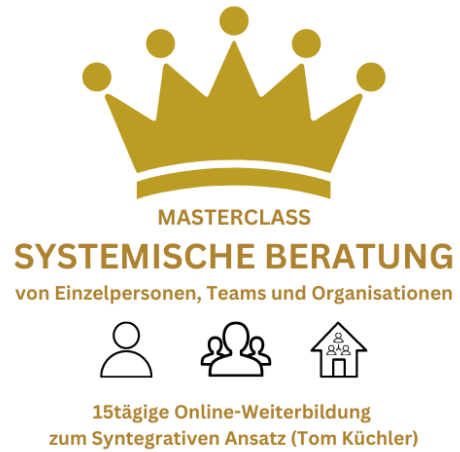 MASTERCLASS
SYSTEMISCHE BERATUNG
von Einzelpersonen, Teams und Organisationen
15tägige Online-Weiterbildung
zum Syntegrativen Ansatz (Tom Küchler)